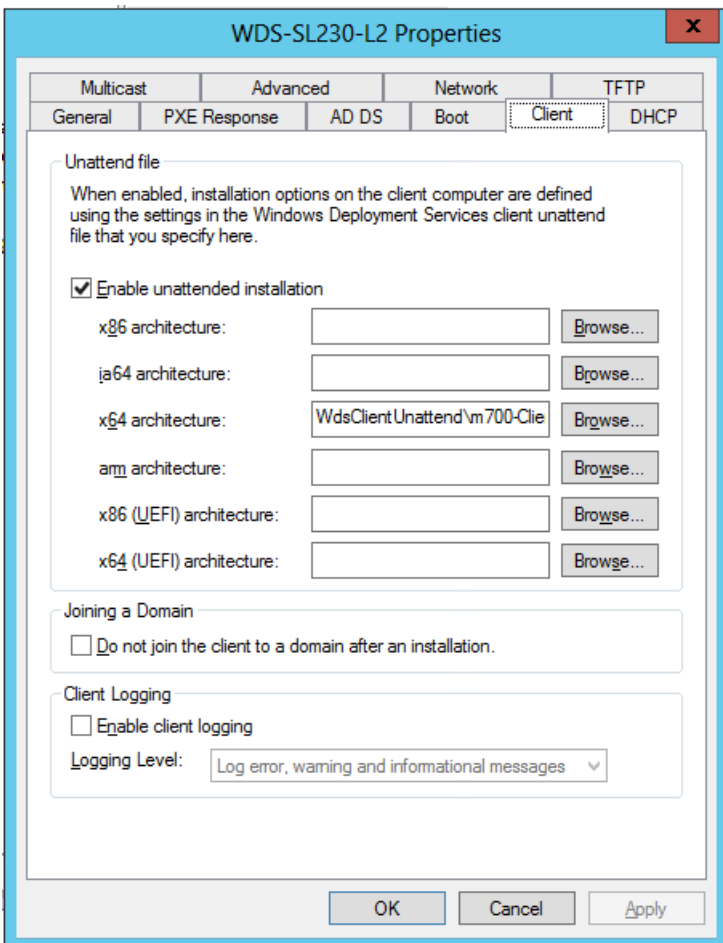 WDS-SL230-L2 Properties
x
Multicast Advanced Network TFTP
General PXE Response AD DS Boot Client DHCP
Unattend file
When enabled, installation options on the client computer are defined
using the settings in the Windows Deployment Services client unattend
file that you specify here.
Enable unattended installation
x86 architecture: Browse...
ia64 architecture: Browse...
x64 architecture: WdsClientUnattend\m700-Clie Browse...
arm architecture: Browse...
x86 (UEFI) architecture: Browse...
x64 (UEFI) architecture: Browse...
Joining a Domain
Do not join the client to a domain after an installation.
Client Logging
Enable client logging
Logging Level: Log error, warning and informational messages
OK Cancel Apply